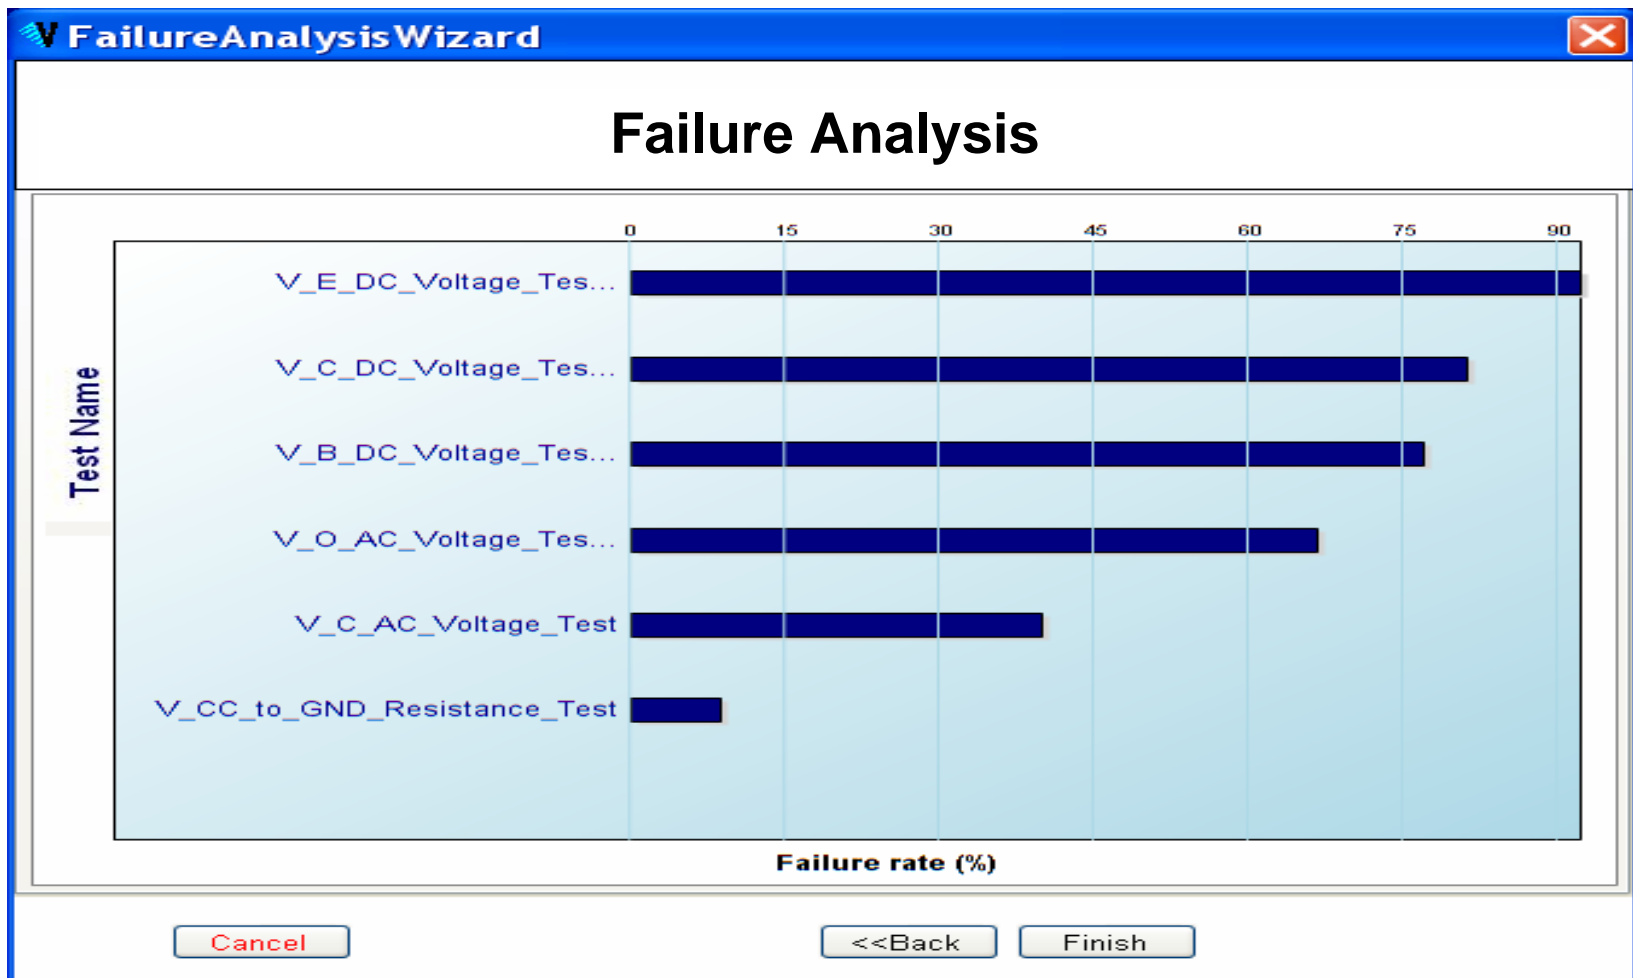 FailureAnalysisWizard
Failure Analysis
0 15 30 45 60 75 90
V_E_DC_Voltage_Tes...
V_C_DC_Voltage_Tes...
V_B_DC_Voltage_Tes...
V_O_AC_Voltage_Tes...
V_C_AC_Voltage_Test
V_CC_to_GND_Resistance_Test
Test Name
Failure rate (%)
Cancel
<<Back
Finish